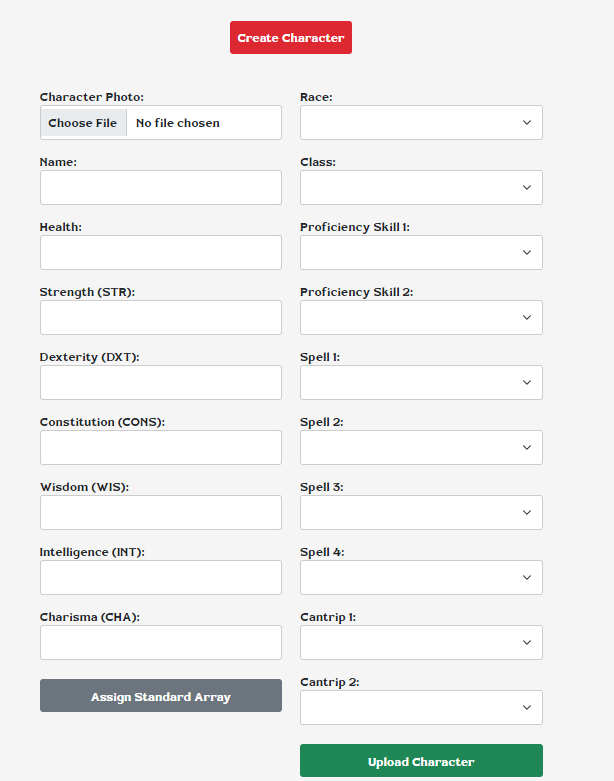 Create Character
Character Photo:
Choose File No file chosen
Name:
Health:
Strength (STR):
Dexterity (DXT):
Constitution (CONS):
Wisdom (WIS):
Intelligence (INT):
Charisma (CHA):
Assign Standard Array
Race:
Class:
Proficiency Skill 1:
Proficiency Skill 2:
Spell 1:
Spell 2:
Spell 3:
Spell 4:
Cantrip 1:
Cantrip 2:
Upload Character